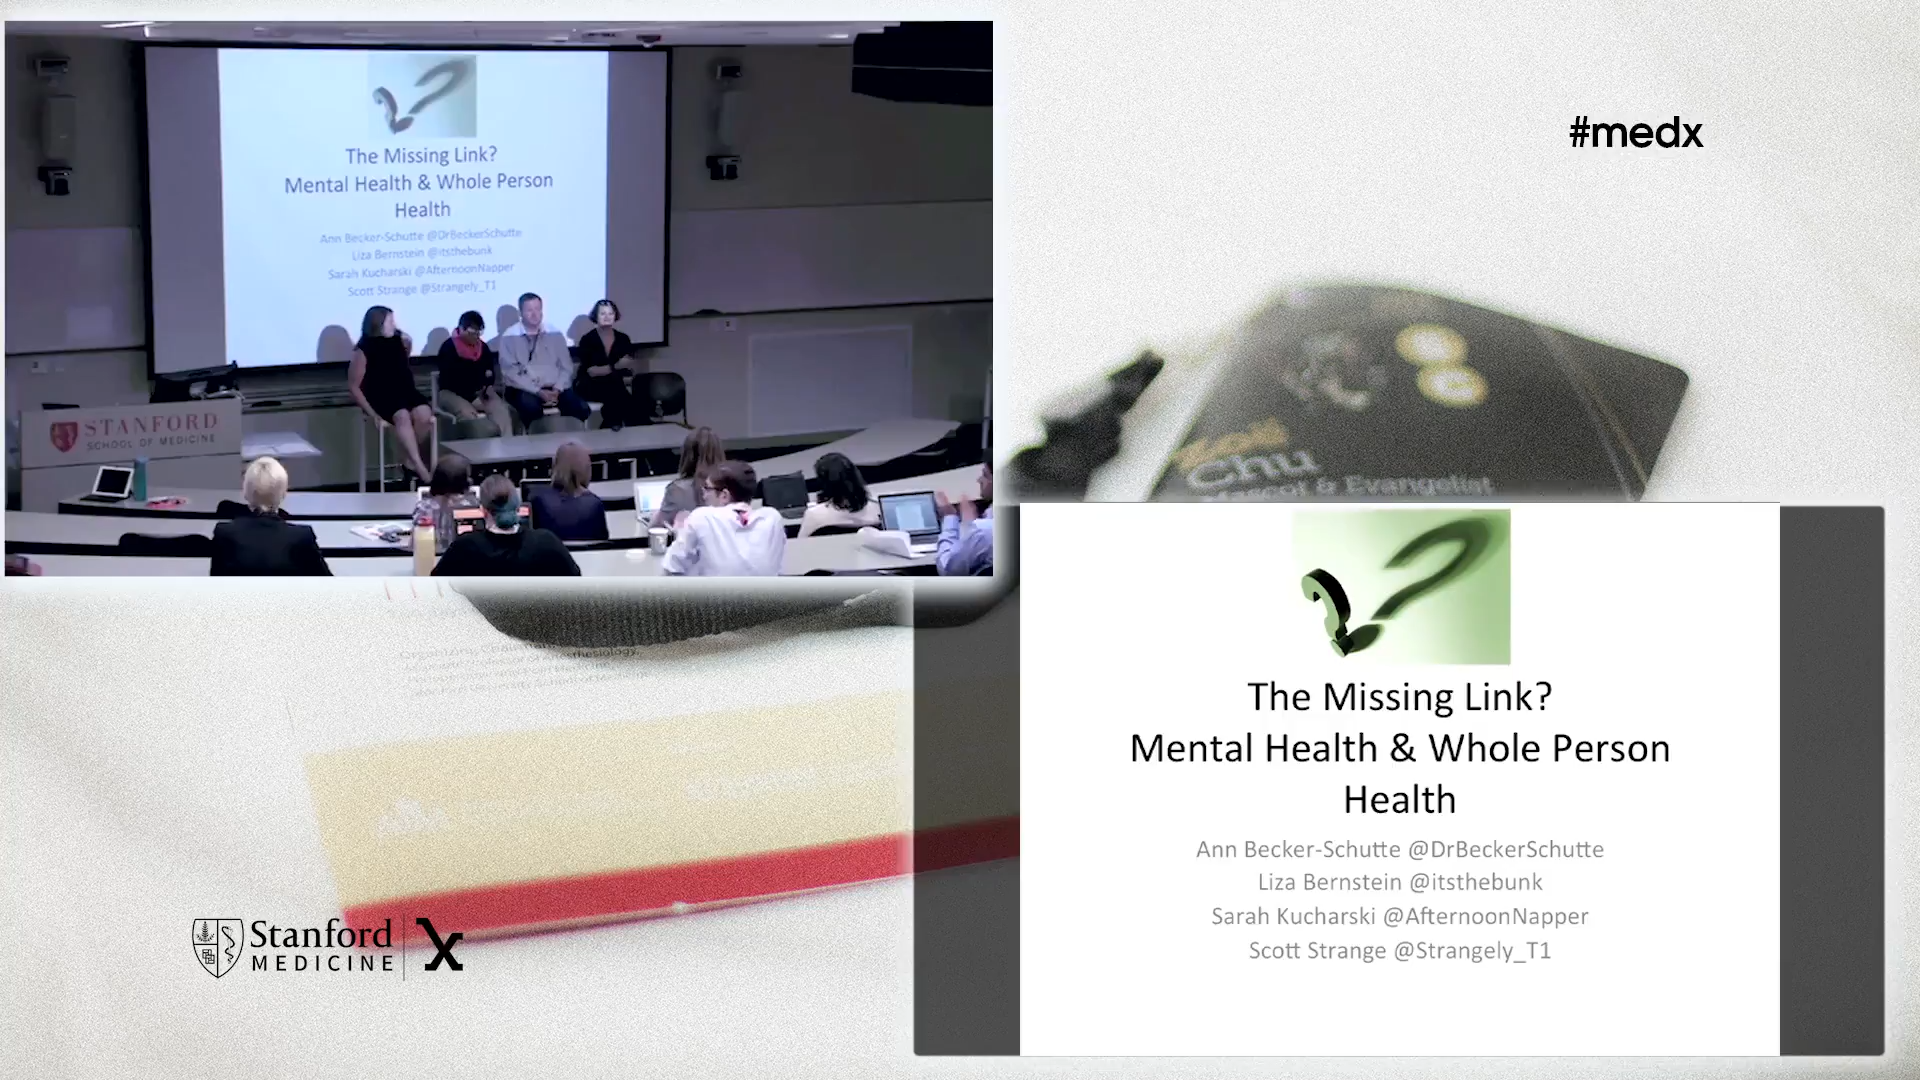 The Missing Link?
Mental Health & Whole Person
Health
Ann Becker-Schutte @DrBeckerSchutte
Liza Bernstein @itsthebunk
Sarah Kucharski @AfternoonNapper
Scott Strange @Strangely_T1
STANFORD
SCHOOL OF MEDICINE
#medx
Chu
Mascot & Evangelist
The Missing Link?
Mental Health & Whole Person
Health
Ann Becker-Schutte @DrBeckerSchutte
Liza Bernstein @itsthebunk
Sarah Kucharski @AfternoonNapper
Scott Strange @Strangely_T1
Stanford
MEDICINE
X